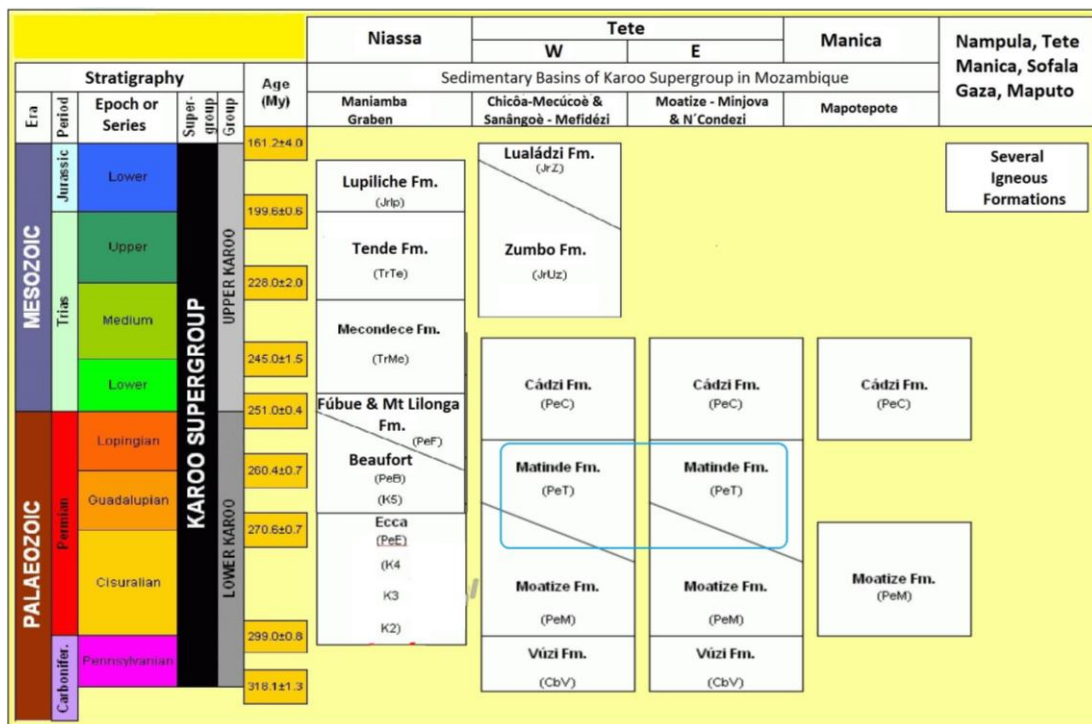 Niassa
Tete
W
E
Manica
Nampula, Tete
Manica, Sofala
Gaza, Maputo
Stratigraphy
Era
Period
Epoch or
Series
Super-
group
Group
Age
(My)
Sedimentary Basins of Karoo Supergroup in Mozambique
Maniamba
Graben
Chicôa-Mecúcoè &
Sanângoè - Mefidézi
Moatize - Minjova
& N´Condezi
Mapotepote
MESOZOIC
PALAEOZOIC
Jurassic
Trias
Permian
Carbonifer.
Lower
Upper
Medium
Lower
Lopingian
Guadalupian
Cisuralian
Pennsylvanian
KAROO SUPERGROUP
UPPER KAROO
LOWER KAROO
161.2±4.0
199.6±0.6
228.0±2.0
245.0±1.5
251.0±0.4
260.4±0.7
270.6±0.7
299.0±0.8
318.1±1.3
Lupiliche Fm.
(Jrlp)
Tende Fm.
(TrTe)
Mecondece Fm.
(TrMe)
Fúbue & Mt Lilonga
Fm.
(PeF)
Beaufort
(PeB)
(K5)
Ecca
(PeE)
(K4
K3
K2)
Lualádzi Fm.
(JrZ)
Zumbo Fm.
(JrUz)
Cádzi Fm.
(PeC)
Matinde Fm.
(PeT)
Moatize Fm.
(PeM)
Vúzi Fm.
(CbV)
Cádzi Fm.
(PeC)
Matinde Fm.
(PeT)
Moatize Fm.
(PeM)
Vúzi Fm.
(CbV)
Cádzi Fm.
(PeC)
Moatize Fm.
(PeM)
Several
Igneous
Formations